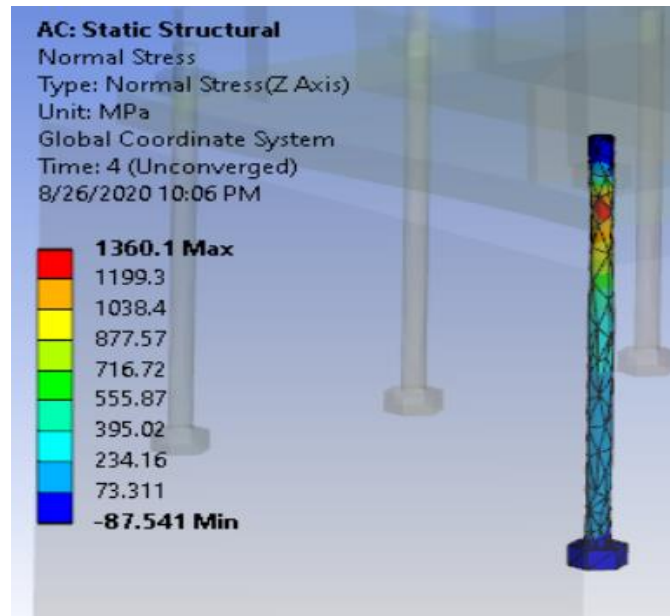 AC: Static Structural
Normal Stress
Type: Normal Stress(Z Axis)
Unit: MPa
Global Coordinate System
Time: 4 (Unconverged)
8/26/2020 10:06 PM
1360.1 Max
1199.3
1038.4
877.57
716.72
555.87
395.02
234.16
73.311
-87.541 Min